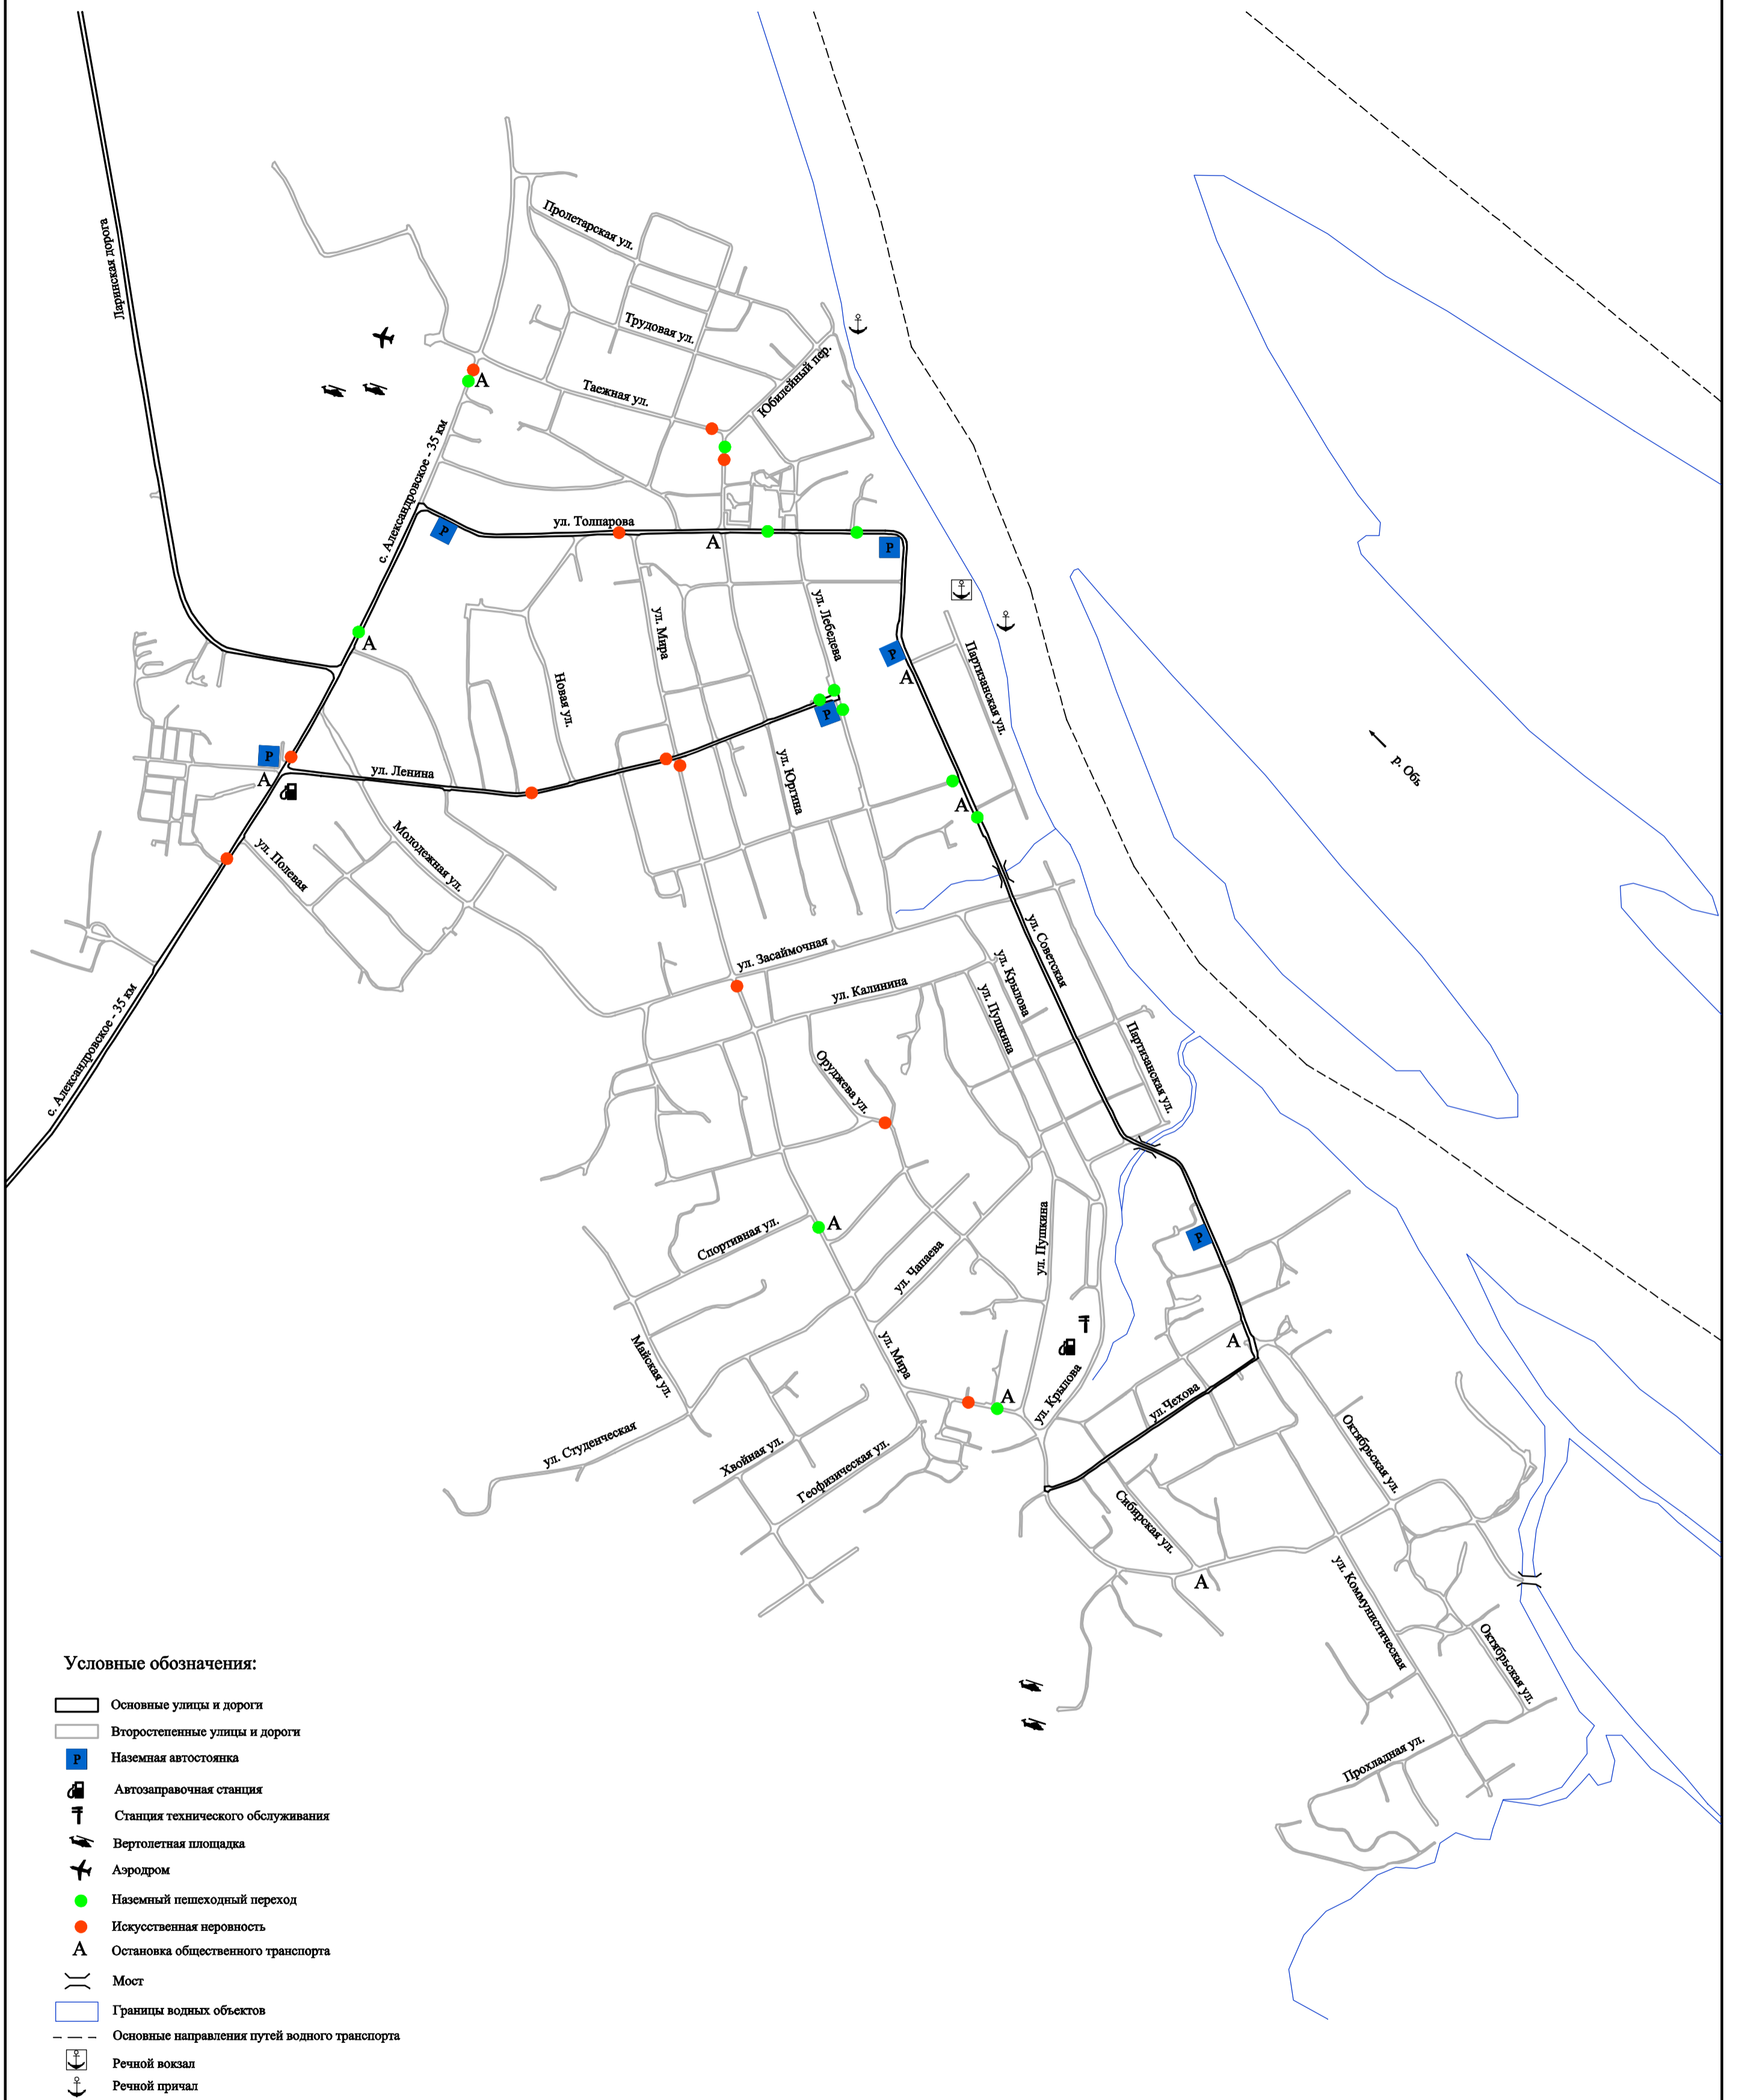 Ларинская дорога
Пролетарская ул.
Трудовая ул.
Юбилейный пер.
Таежная ул.
А
с. Александровское - 35 км
Р
ул. Толпарова
А
Р
А
ул. Мира
ул. Лебедева
Р
А
Партизанская ул.
Новая ул.
Р
Р
А
ул. Ленина
ул. Юргина
р. Обь
А
ул. Полевая
Молодежная ул.
ул. Засаймочная
ул. Советская
ул. Крылова
ул. Калинина
ул. Пушкина
с. Александровское - 35 км
Оруджева ул.
Партизанская ул.
Спортивная ул.
А
ул. Чапаева
ул. Пушкина
Р
Майская ул.
ул. Мира
А
ул. Крылова
А
ул.Чехова
ул. Студенческая
Хвойная ул.
Геофизическая ул.
Октябрьская ул.
Сибирская ул.
А
ул. Коммунистическая
Октябрьская ул.
Прохладная ул.
Условные обозначения:
Основные улицы и дороги
Второстепенные улицы и дороги
Р Наземная автостоянка
Автозаправочная станция
Станция технического обслуживания
Вертолетная площадка
Аэродром
Наземный пешеходный переход
Искусственная неровность
А Остановка общественного транспорта
Мост
Границы водных объектов
Основные направления путей водного транспорта
Речной вокзал
Речной причал